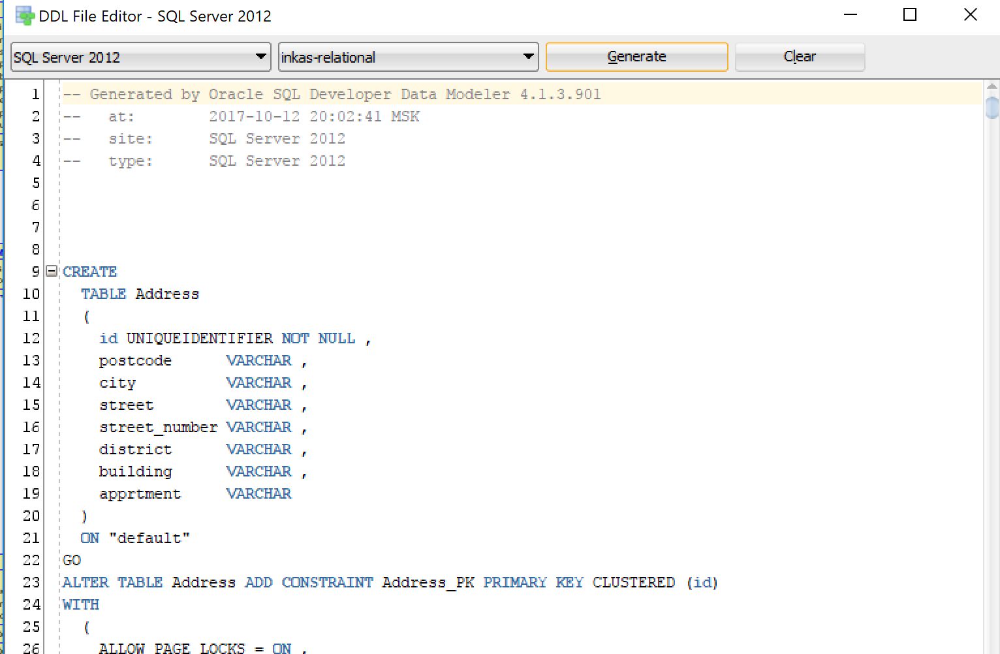 DDL File Editor - SQL Server 2012
SQL Server 2012 inkas-relational Generate Clear
1 -- Generated by Oracle SQL Developer Data Modeler 4.1.3.901
2 --   at:        2017-10-12 20:02:41 MSK
3 --   site:      SQL Server 2012
4 --   type:      SQL Server 2012
5
6
7
8
9 CREATE
10   TABLE Address
11   (
12     id UNIQUEIDENTIFIER NOT NULL ,
13     postcode      VARCHAR ,
14     city          VARCHAR ,
15     street        VARCHAR ,
16     street_number VARCHAR ,
17     district      VARCHAR ,
18     building      VARCHAR ,
19     apprtment     VARCHAR
20   )
21   ON "default"
22 GO
23 ALTER TABLE Address ADD CONSTRAINT Address_PK PRIMARY KEY CLUSTERED (id)
24 WITH
25   (
26     ALLOW_PAGE_LOCKS = ON ,